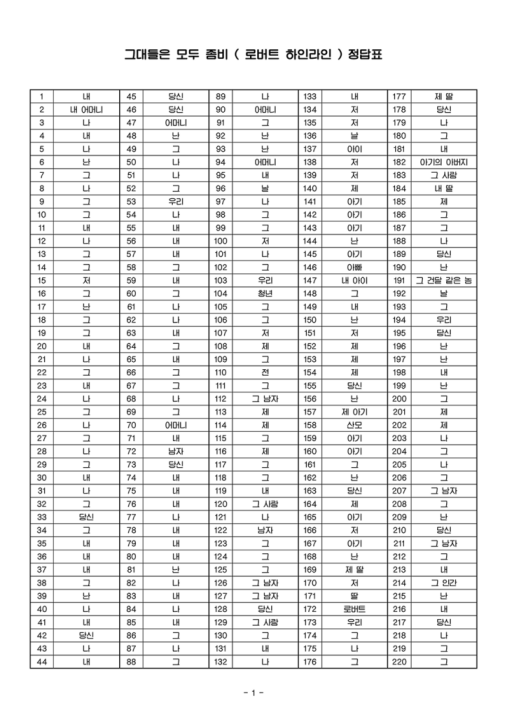 그대들은 모두 좀비 ( 로버트 하인라인 ) 정답표
1 내 45 당신 89 나 133 내 177 제 딸
2 내 어머니 46 당신 90 어머니 134 저 178 당신
3 나 47 어머니 91 그 135 저 179 나
4 내 48 난 92 난 136 날 180 그
5 나 49 그 93 난 137 아이 181 내
6 난 50 나 94 어머니 138 저 182 아기의 아버지
7 그 51 나 95 내 139 저 183 그 사람
8 나 52 그 96 날 140 제 184 내 딸
9 그 53 우리 97 나 141 아기 185 제
10 그 54 나 98 그 142 아기 186 그
11 내 55 내 99 그 143 아기 187 그
12 나 56 내 100 저 144 난 188 나
13 그 57 내 101 나 145 아기 189 당신
14 그 58 그 102 그 146 아빠 190 난
15 저 59 내 103 우리 147 내 아이 191 그 건달 같은 놈
16 그 60 그 104 청년 148 그 192 날
17 난 61 나 105 그 149 내 193 그
18 그 62 나 106 그 150 난 194 우리
19 그 63 내 107 저 151 저 195 당신
20 내 64 그 108 제 152 제 196 난
21 나 65 내 109 그 153 제 197 난
22 그 66 그 110 전 154 제 198 내
23 내 67 그 111 그 155 당신 199 난
24 나 68 나 112 그 남자 156 난 200 그
25 그 69 그 113 제 157 제 아기 201 제
26 나 70 어머니 114 제 158 산모 202 제
27 그 71 내 115 그 159 아기 203 나
28 나 72 남자 116 제 160 아기 204 그
29 그 73 당신 117 그 161 그 205 나
30 내 74 내 118 그 162 난 206 그
31 나 75 내 119 내 163 당신 207 그 남자
32 그 76 내 120 그 사람 164 제 208 그
33 당신 77 나 121 나 165 아기 209 난
34 그 78 내 122 남자 166 저 210 당신
35 내 79 내 123 그 167 아기 211 그 남자
36 내 80 내 124 그 168 난 212 그
37 내 81 난 125 그 169 제 딸 213 내
38 그 82 나 126 그 남자 170 저 214 그 인간
39 난 83 내 127 그 남자 171 딸 215 난
40 나 84 나 128 당신 172 로버트 216 내
41 내 85 내 129 그 사람 173 우리 217 당신
42 당신 86 그 130 그 174 그 218 나
43 나 87 나 131 내 175 나 219 그
44 내 88 그 132 나 176 그 220 그
- 1 -